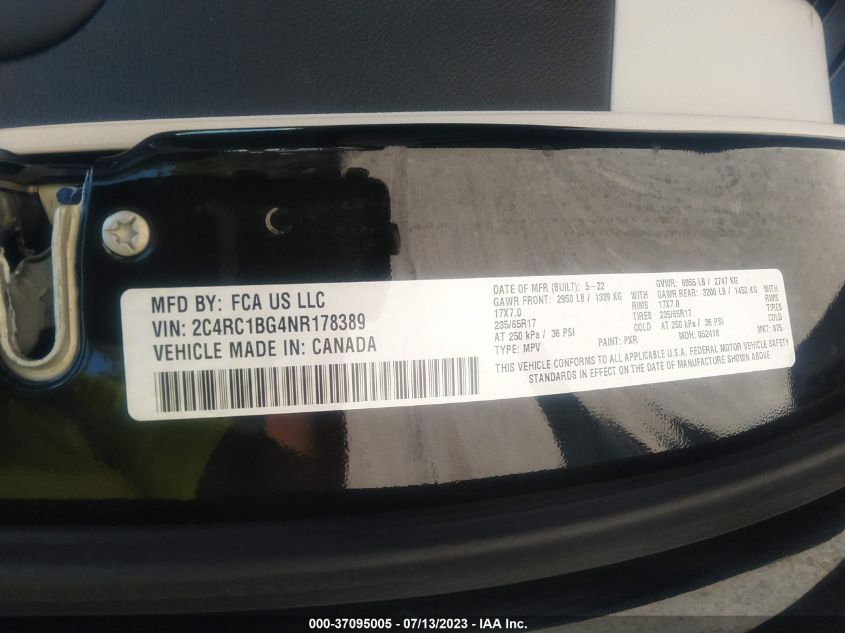 MFD BY: FCA US LLC
VIN: 2C4RC1BG4NR178389
VEHICLE MADE IN: CANADA
DATE OF MFR (BUILT): 5-22 GVWR: 6055 LB / 2747 KG
GAWR FRONT: 2950 LB / 1339 KG WITH GAWR REAR: 3200 LB / 1452 KG WITH
17X7.0 RIMS 17X7.0 RIMS
235/65R17 TIRES 235/65R17 TIRES
AT 250 kPa / 36 PSI AT 250 kPa / 36 PSI
TYPE: MPV PAINT: PXR MDH: 052418 MKT: 875
THIS VEHICLE CONFORMS TO ALL APPLICABLE U.S.A. FEDERAL MOTOR VEHICLE SAFETY
STANDARDS IN EFFECT ON THE DATE OF MANUFACTURE SHOWN ABOVE.
000-37095005 - 07/13/2023 - IAA Inc.